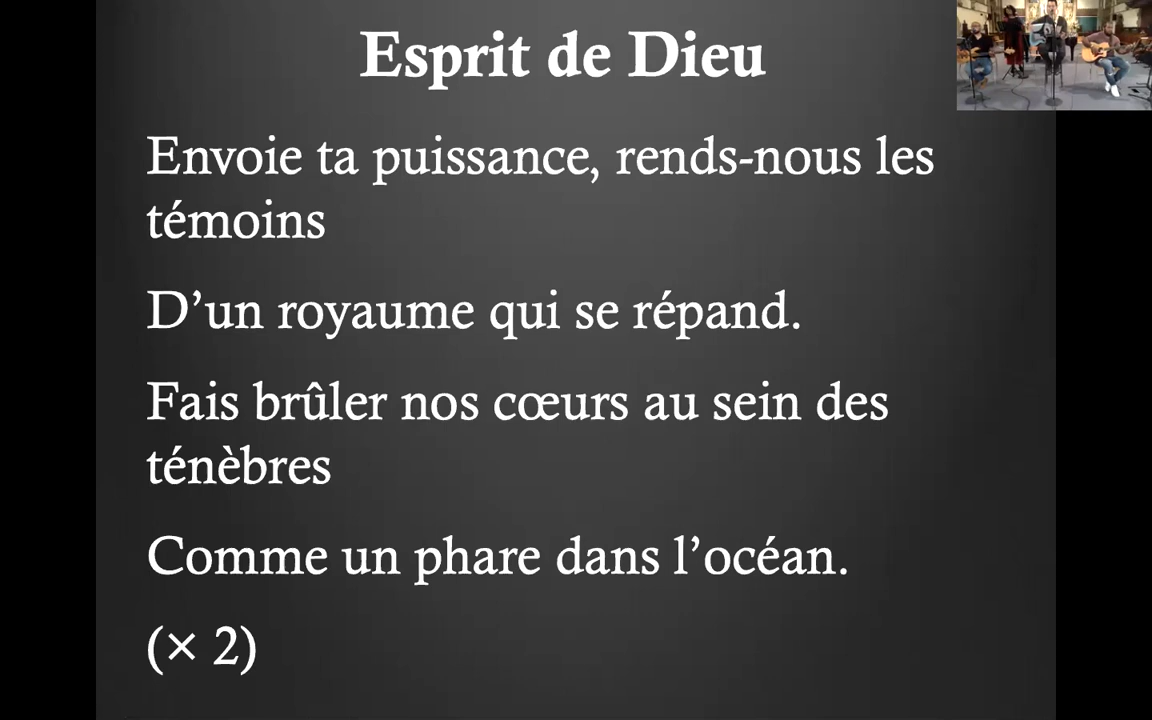 Esprit de Dieu
Envoie ta puissance, rends-nous les
témoins
D’un royaume qui se répand.
Fais brûler nos cœurs au sein des
ténèbres
Comme un phare dans l’océan.
(× 2)